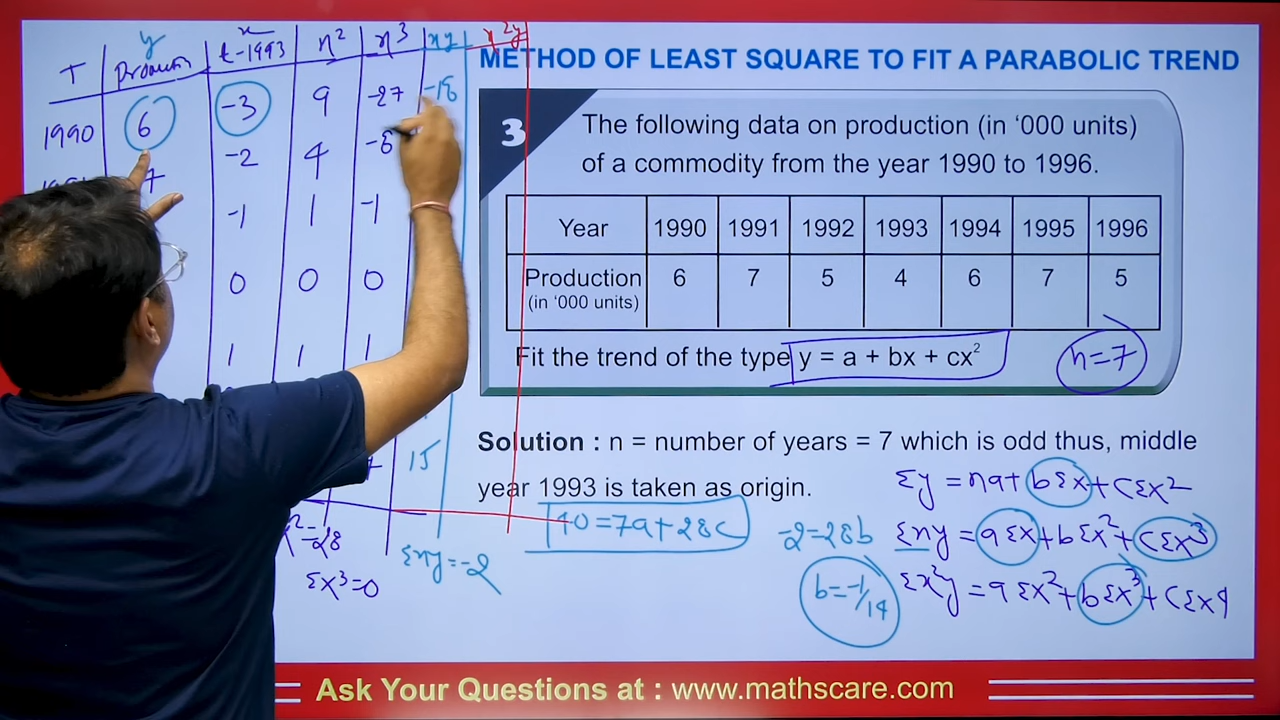 METHOD OF LEAST SQUARE TO FIT A PARABOLIC TREND
3
The following data on production (in ‘000 units)
of a commodity from the year 1990 to 1996.
Year 1990 1991 1992 1993 1994 1995 1996
Production (in ‘000 units) 6 7 5 4 6 7 5
Fit the trend of the type y = a + bx + cx²
n=7
Solution : n = number of years = 7 which is odd thus, middle
year 1993 is taken as origin.
y x
T Production t-1993 x² x³ xy x²y
1990 6 -3 9 -27 -18
7 -2 4 -8
-1 1 -1
0 0 0
1 1 1
15
Σx³=0
Σxy=-2
40=7a+28c
-2=28b
b=-1/14
Σy=na+bΣx+cΣx²
Σxy=aΣx+bΣx²+cΣx³
Σx²y=aΣx²+bΣx³+cΣx4
Ask Your Questions at : www.mathscare.com